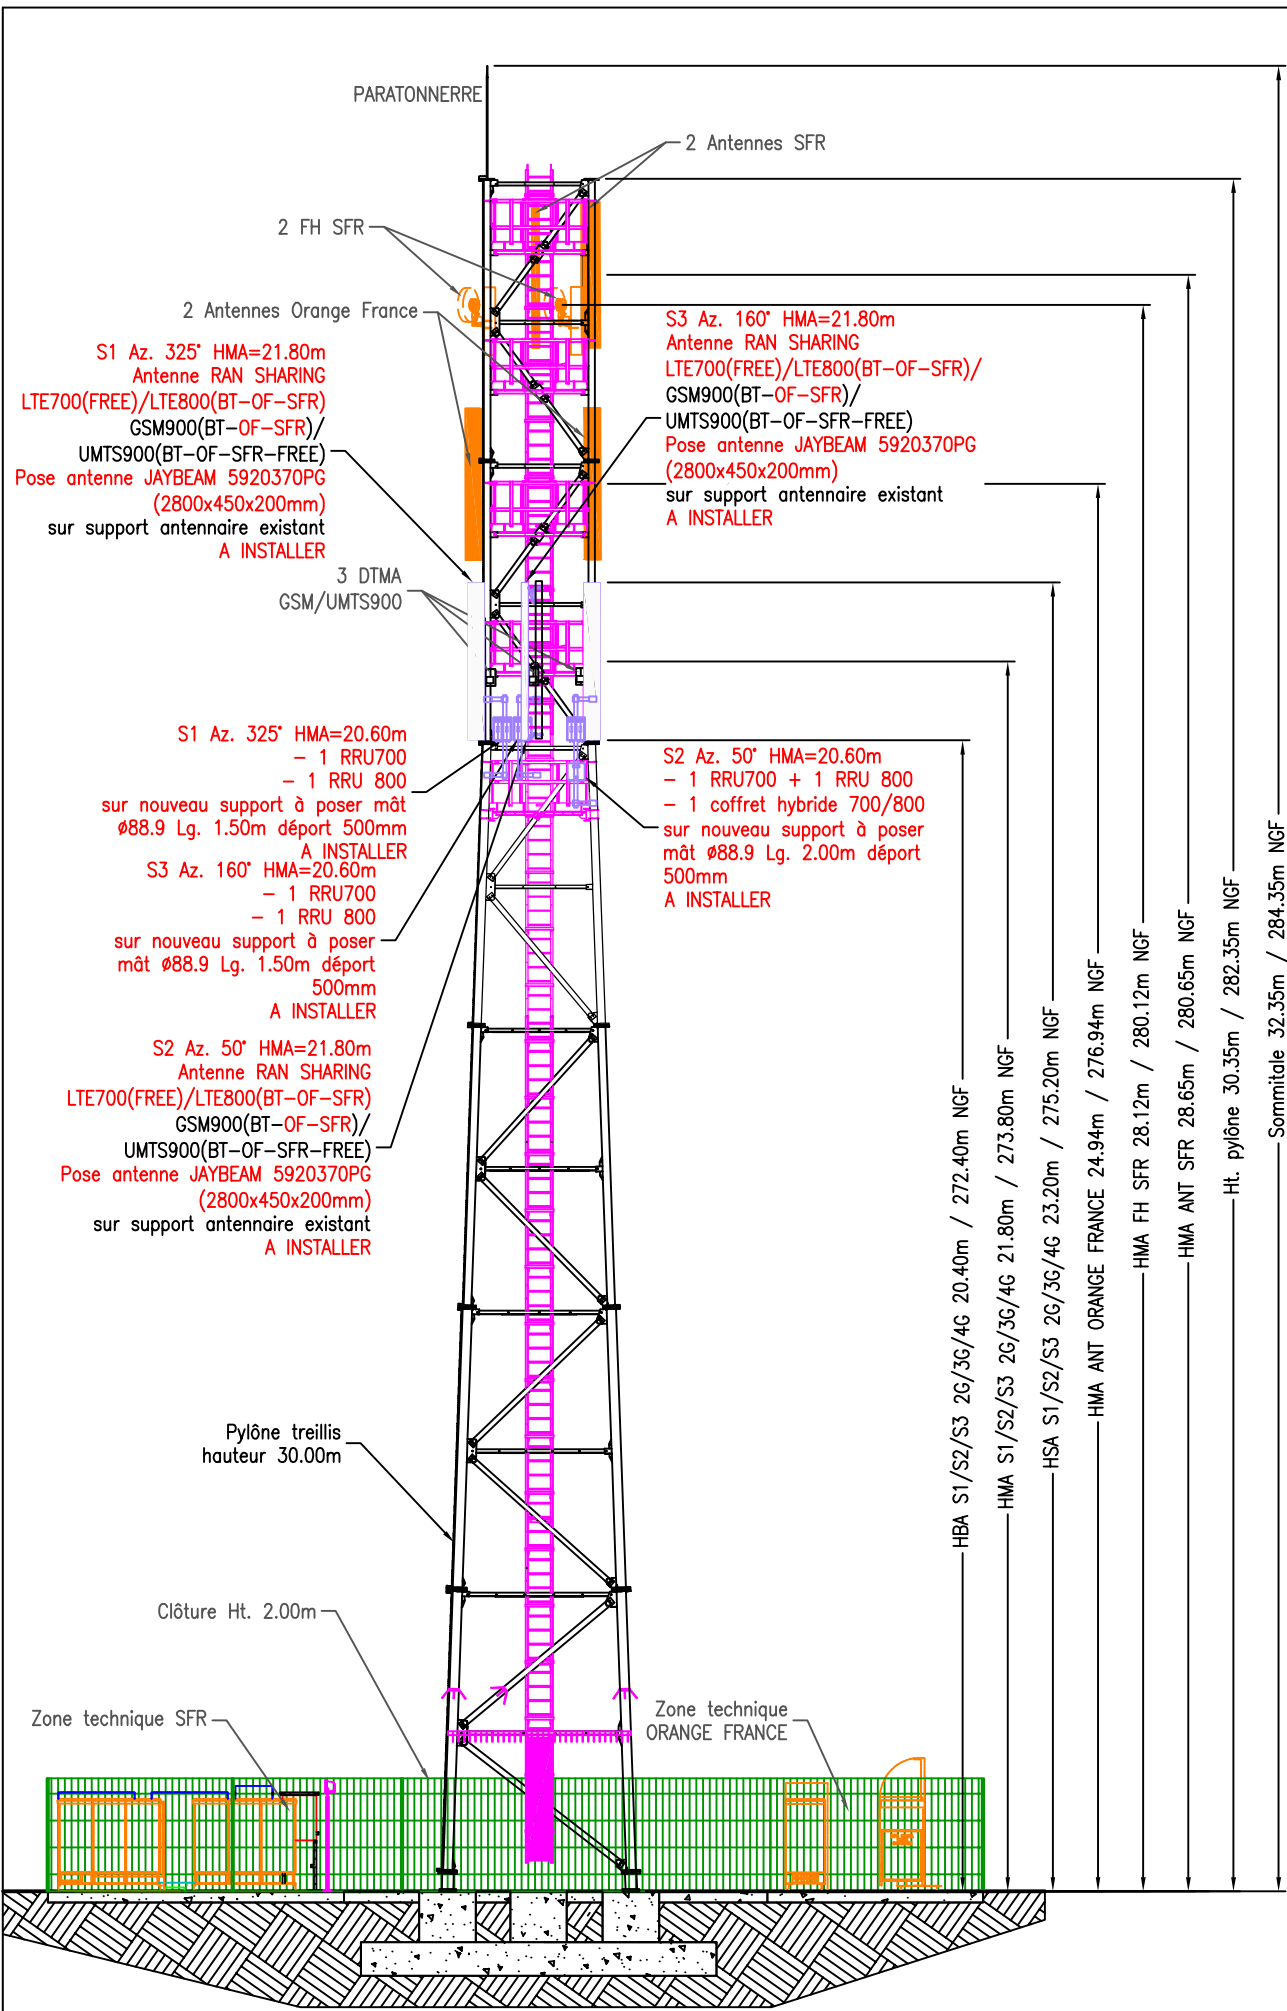 PARATONNERRE
2 Antennes SFR
2 FH SFR
2 Antennes Orange France
S1 Az. 325° HMA=21.80m
Antenne RAN SHARING
LTE700(FREE)/LTE800(BT-OF-SFR)
GSM900(BT-OF-SFR)/
UMTS900(BT-OF-SFR-FREE)
Pose antenne JAYBEAM 5920370PG
(2800x450x200mm)
sur support antennaire existant
A INSTALLER
S3 Az. 160° HMA=21.80m
Antenne RAN SHARING
LTE700(FREE)/LTE800(BT-OF-SFR)/
GSM900(BT-OF-SFR)/
UMTS900(BT-OF-SFR-FREE)
Pose antenne JAYBEAM 5920370PG
(2800x450x200mm)
sur support antennaire existant
A INSTALLER
3 DTMA
GSM/UMTS900
S1 Az. 325° HMA=20.60m
- 1 RRU700
- 1 RRU 800
sur nouveau support à poser mât
ø88.9 Lg. 1.50m déport 500mm
A INSTALLER
S2 Az. 50° HMA=20.60m
- 1 RRU700 + 1 RRU 800
- 1 coffret hybride 700/800
sur nouveau support à poser
mât ø88.9 Lg. 2.00m déport
500mm
A INSTALLER
S3 Az. 160° HMA=20.60m
- 1 RRU700
- 1 RRU 800
sur nouveau support à poser
mât ø88.9 Lg. 1.50m déport
500mm
A INSTALLER
S2 Az. 50° HMA=21.80m
Antenne RAN SHARING
LTE700(FREE)/LTE800(BT-OF-SFR)
GSM900(BT-OF-SFR)/
UMTS900(BT-OF-SFR-FREE)
Pose antenne JAYBEAM 5920370PG
(2800x450x200mm)
sur support antennaire existant
A INSTALLER
HBA S1/S2/S3 2G/3G/4G 20.40m / 272.40m NGF
HMA S1/S2/S3 2G/3G/4G 21.80m / 273.80m NGF
HSA S1/S2/S3 2G/3G/4G 23.20m / 275.20m NGF
HMA ANT ORANGE FRANCE 24.94m / 276.94m NGF
HMA FH SFR 28.12m / 280.12m NGF
HMA ANT SFR 28.65m / 280.65m NGF
Ht. pylône 30.35m / 282.35m NGF
Sommitale 32.35m / 284.35m NGF
Pylône treillis
hauteur 30.00m
Clôture Ht. 2.00m
Zone technique SFR
Zone technique
ORANGE FRANCE